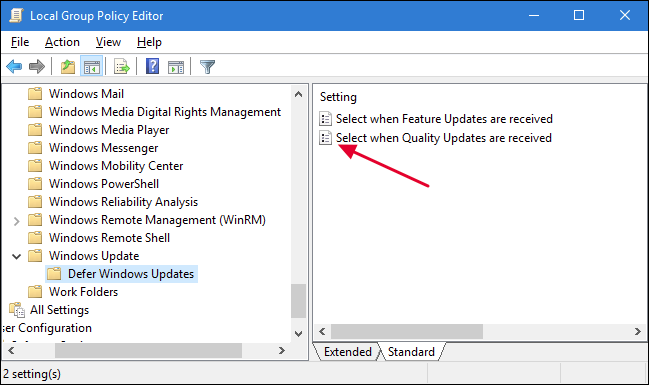 Local Group Policy Editor
File Action View Help
Windows Mail
Windows Media Digital Rights Management
Windows Media Player
Windows Messenger
Windows Mobility Center
Windows PowerShell
Windows Reliability Analysis
Windows Remote Management (WinRM)
Windows Remote Shell
Windows Update
Defer Windows Updates
Work Folders
All Settings
ser Configuration
Setting
Select when Feature Updates are received
Select when Quality Updates are received
Extended Standard
2 setting(s)